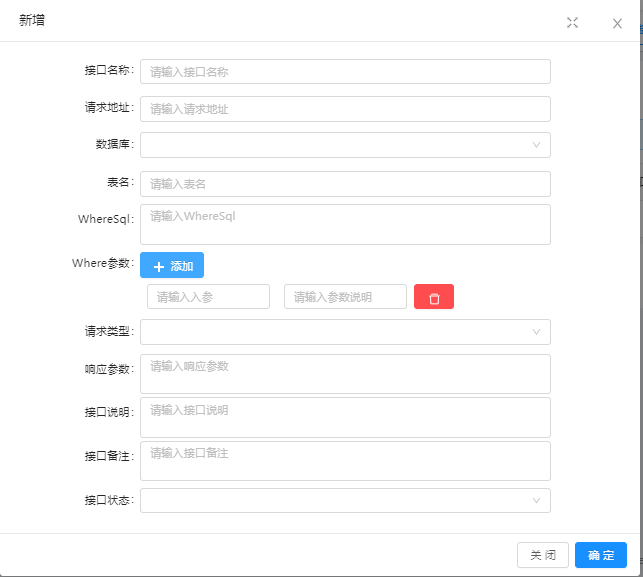 新增
接口名称: 请输入接口名称
请求地址: 请输入请求地址
数据库:
表名: 请输入表名
WhereSql: 请输入WhereSql
Where参数: + 添加
请输入入参 请输入参数说明
请求类型:
响应参数: 请输入响应参数
接口说明: 请输入接口说明
接口备注: 请输入接口备注
接口状态:
关 闭 确 定